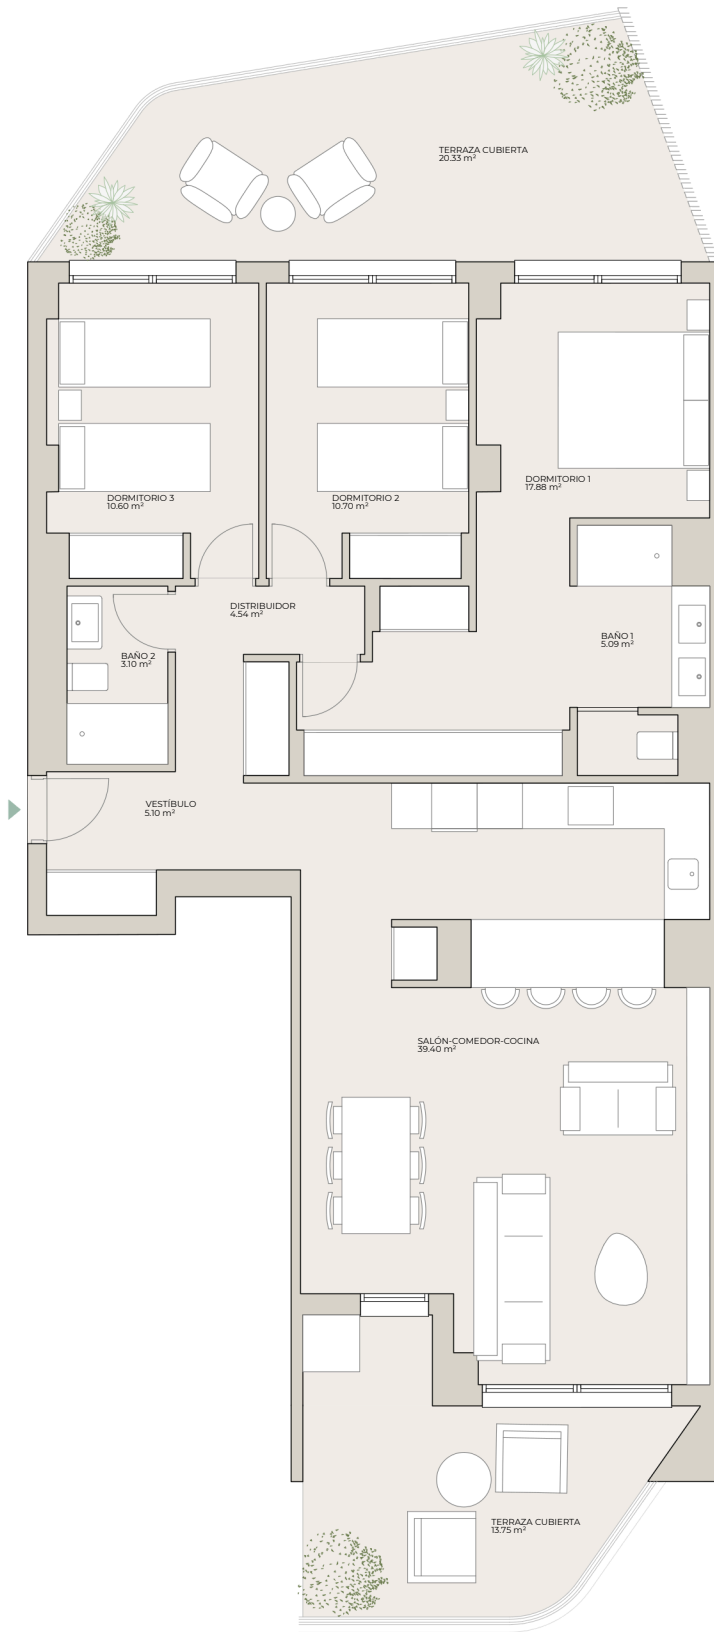 TERRAZA CUBIERTA
20.33 m²
DORMITORIO 1
17.88 m²
DORMITORIO 3
10.60 m²
DORMITORIO 2
10.70 m²
DISTRIBUIDOR
4.54 m²
BAÑO 1
5.09 m²
BAÑO 2
3.10 m²
VESTÍBULO
5.10 m²
SALÓN-COMEDOR-COCINA
39.40 m²
TERRAZA CUBIERTA
13.75 m²